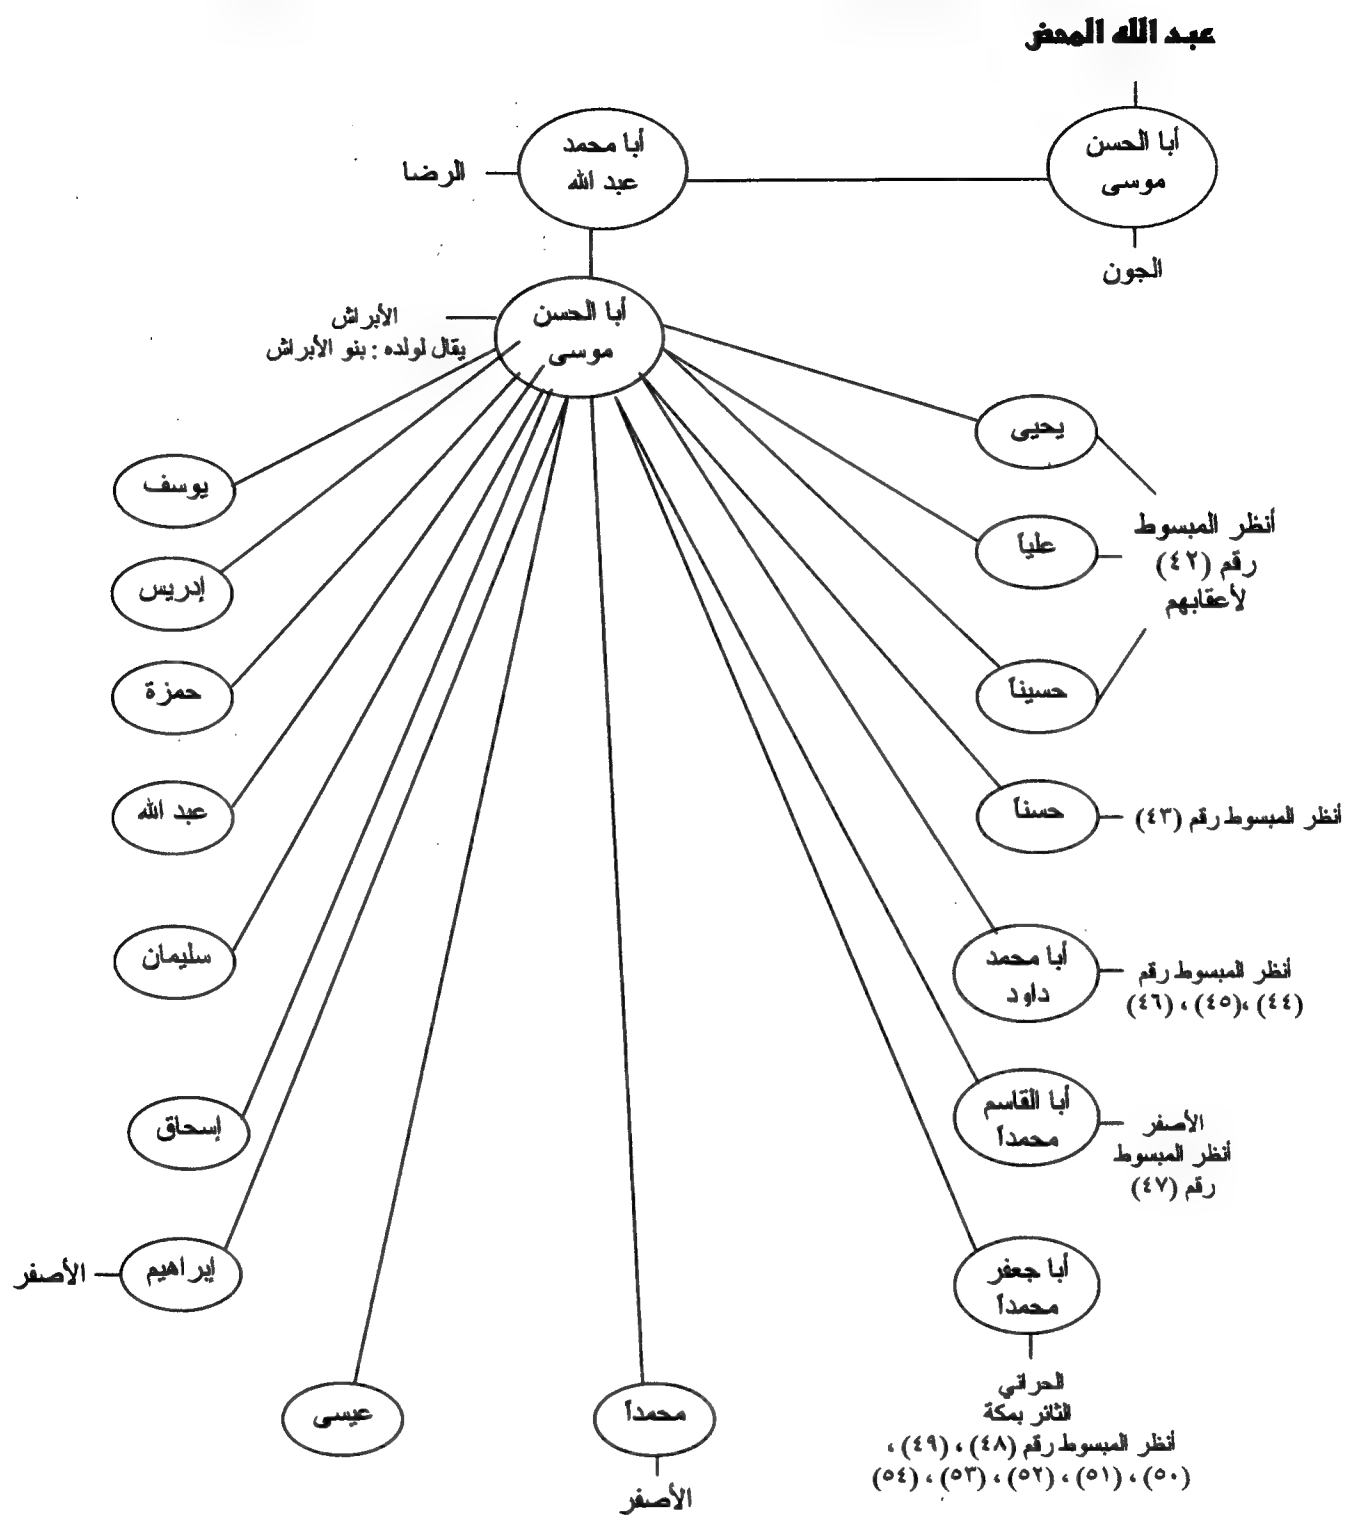 عبد الله المحض
أبا الحسن
موسى
الجون
أبا محمد
عبد الله
الرضا
أبا الحسن
موسى
الأبراش
يقال لولده : بنو الأبراش
يحيى
علياً
حسيناً
أنظر المبسوط
رقم (٤٢)
لأعقابهم
حسناً
أنظر المبسوط رقم (٤٣)
أبا محمد
داود
أنظر المبسوط رقم
(٤٤) ،(٤٥) ، (٤٦)
أبا القاسم
محمداً
الأصفر
أنظر المبسوط
رقم (٤٧)
أبا جعفر
محمداً
الحراني
الثائر بمكة
أنظر المبسوط رقم (٤٨) ، (٤٩) ،
(٥٠) ، (٥١) ، (٥٢) ، (٥٣) ، (٥٤)
محمداً
الأصفر
عيسى
إبراهيم
الأصفر
إسحاق
سليمان
عبد الله
حمزة
إدريس
يوسف